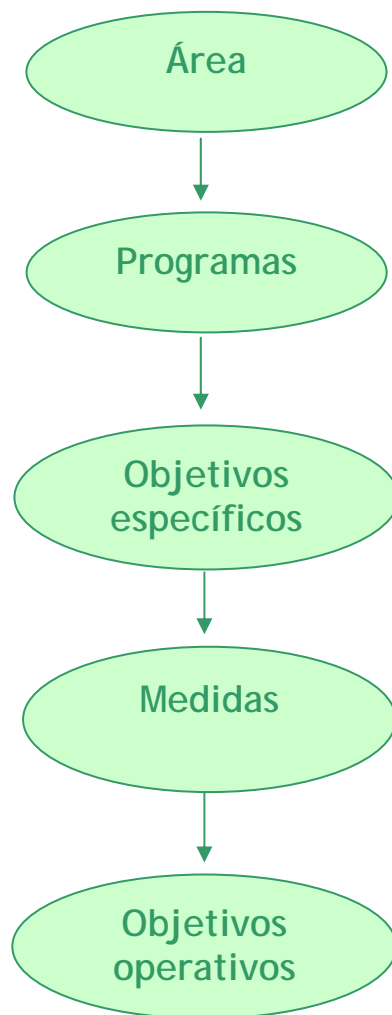 Área
Programas
Objetivos
específicos
Medidas
Objetivos
operativos